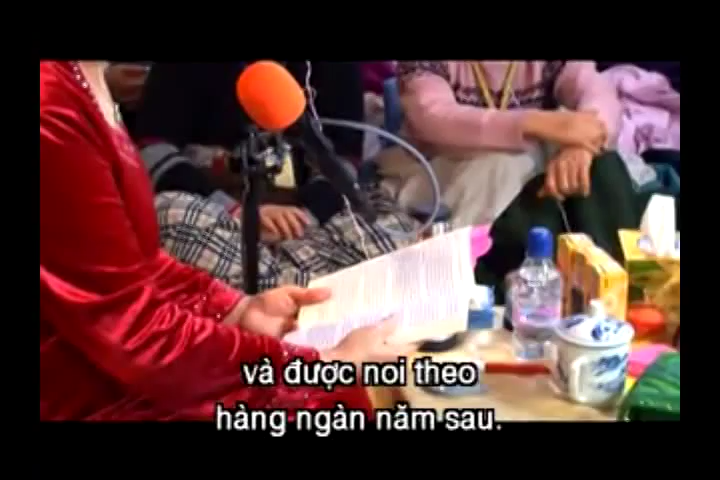 và được noi theo
hàng ngàn năm sau.